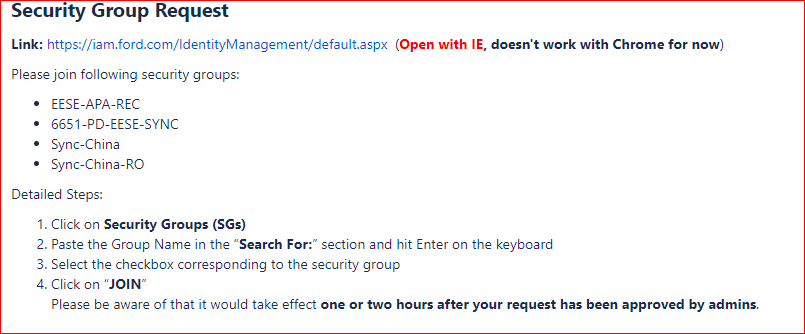 Security Group Request
Link: https://iam.ford.com/IdentityManagement/default.aspx (Open with IE, doesn't work with Chrome for now)
Please join following security groups:
• EESE-APA-REC
• 6651-PD-EESE-SYNC
• Sync-China
• Sync-China-RO
Detailed Steps:
1. Click on Security Groups (SGs)
2. Paste the Group Name in the “Search For:” section and hit Enter on the keyboard
3. Select the checkbox corresponding to the security group
4. Click on “JOIN”
Please be aware of that it would take effect one or two hours after your request has been approved by admins.